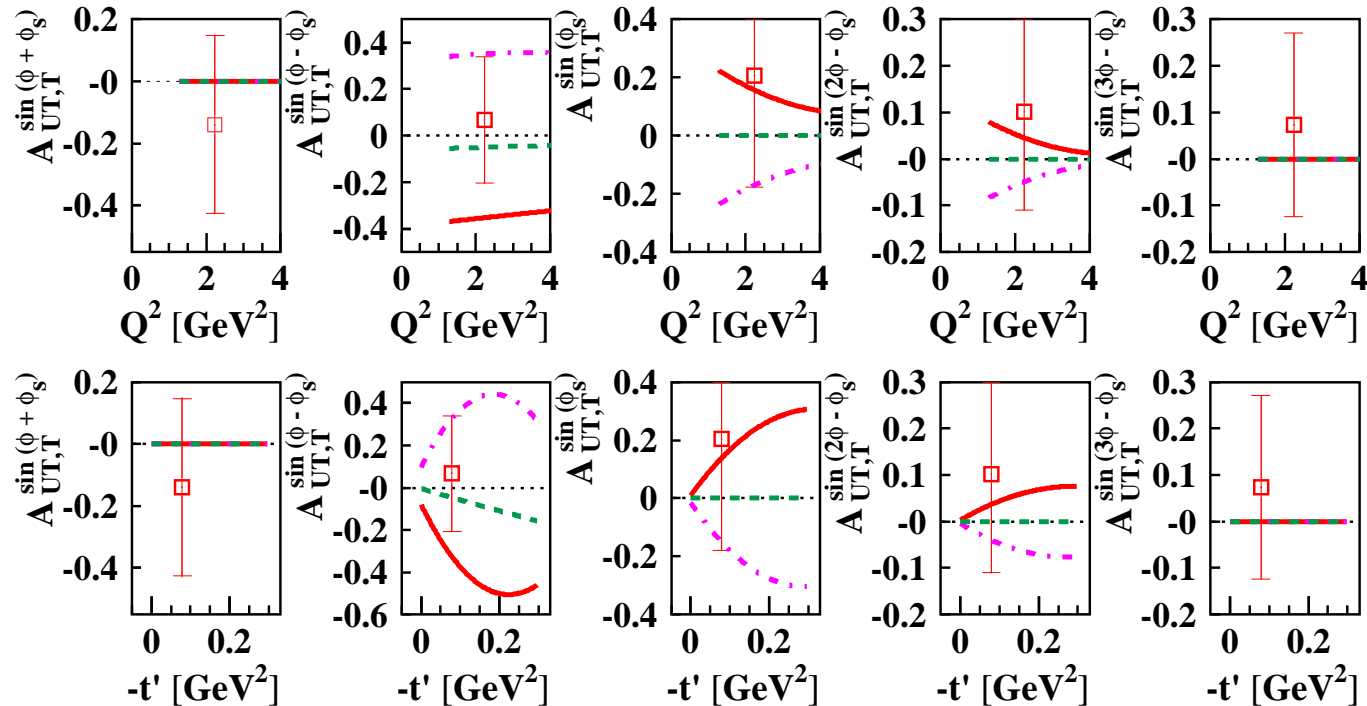 A UT,T sin (ϕ + ϕs)
0.2
-0
-0.2
-0.4
0 2 4
Q² [GeV²]
A UT,T sin (ϕ - ϕs)
0.4
0.2
0
-0.2
-0.4
0 2 4
Q² [GeV²]
A UT,T sin (ϕs)
0.4
0.2
0
-0.2
-0.4
0 2 4
Q² [GeV²]
A UT,T sin (2ϕ - ϕs)
0.3
0.2
0.1
-0
-0.1
-0.2
0 2 4
Q² [GeV²]
A UT,T sin (3ϕ - ϕs)
0.3
0.2
0.1
-0
-0.1
-0.2
0 2 4
Q² [GeV²]
A UT,T sin (ϕ + ϕs)
0.2
-0
-0.2
-0.4
0 0.2
-t' [GeV²]
A UT,T sin (ϕ - ϕs)
0.4
0.2
-0
-0.2
-0.4
-0.6
0 0.2
-t' [GeV²]
A UT,T sin (ϕs)
0.4
0.2
0
-0.2
-0.4
0 0.2
-t' [GeV²]
A UT,T sin (2ϕ - ϕs)
0.3
0.2
0.1
-0
-0.1
-0.2
0 0.2
-t' [GeV²]
A UT,T sin (3ϕ - ϕs)
0.3
0.2
0.1
-0
-0.1
-0.2
0 0.2
-t' [GeV²]